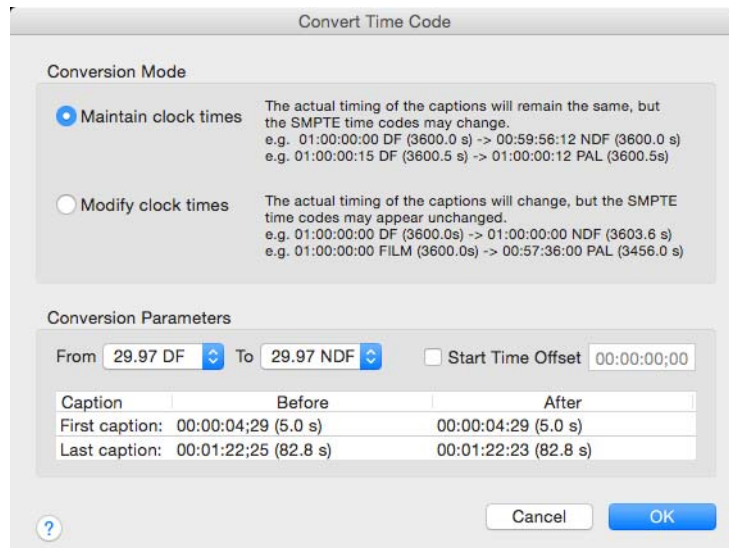 Convert Time Code
Conversion Mode
Maintain clock times
The actual timing of the captions will remain the same, but
the SMPTE time codes may change.
e.g. 01:00:00:00 DF (3600.0 s) -> 00:59:56:12 NDF (3600.0 s)
e.g. 01:00:00:15 DF (3600.5 s) -> 01:00:00:12 PAL (3600.5s)
Modify clock times
The actual timing of the captions will change, but the SMPTE
time codes may appear unchanged.
e.g. 01:00:00:00 DF (3600.0s) -> 01:00:00:00 NDF (3603.6 s)
e.g. 01:00:00:00 FILM (3600.0s) -> 00:57:36:00 PAL (3456.0 s)
Conversion Parameters
From 29.97 DF To 29.97 NDF Start Time Offset 00:00:00;00
Caption Before After
First caption: 00:00:04;29 (5.0 s) 00:00:04:29 (5.0 s)
Last caption: 00:01:22;25 (82.8 s) 00:01:22:23 (82.8 s)
? Cancel OK